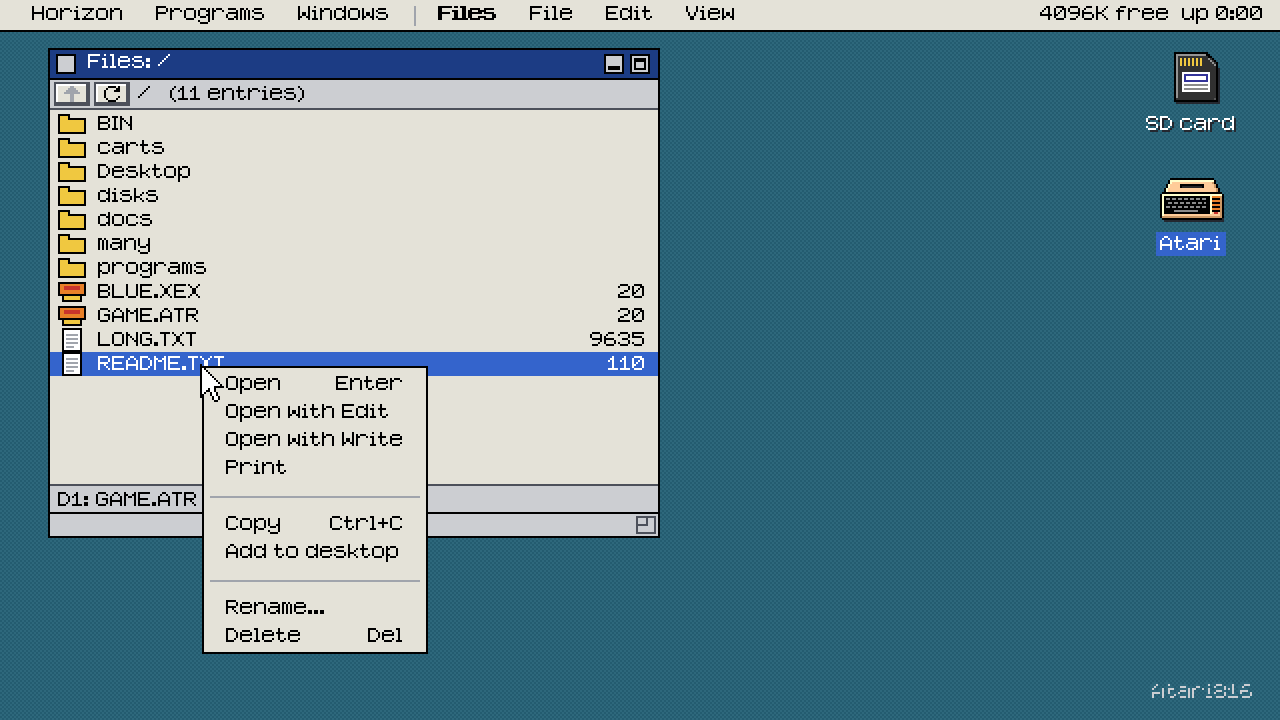 Horizon Programs Windows | Files File Edit View 4096K free up 0:00
Files: /
/ (11 entries)
BIN
carts
Desktop
disks
docs
many
programs
BLUE.XEX 20
GAME.ATR 20
LONG.TXT 9635
README.TXT 110
D1: GAME.ATR
Open Enter
Open with Edit
Open with Write
Print
Copy Ctrl+C
Add to desktop
Rename...
Delete Del
SD card
Atari
Atari816